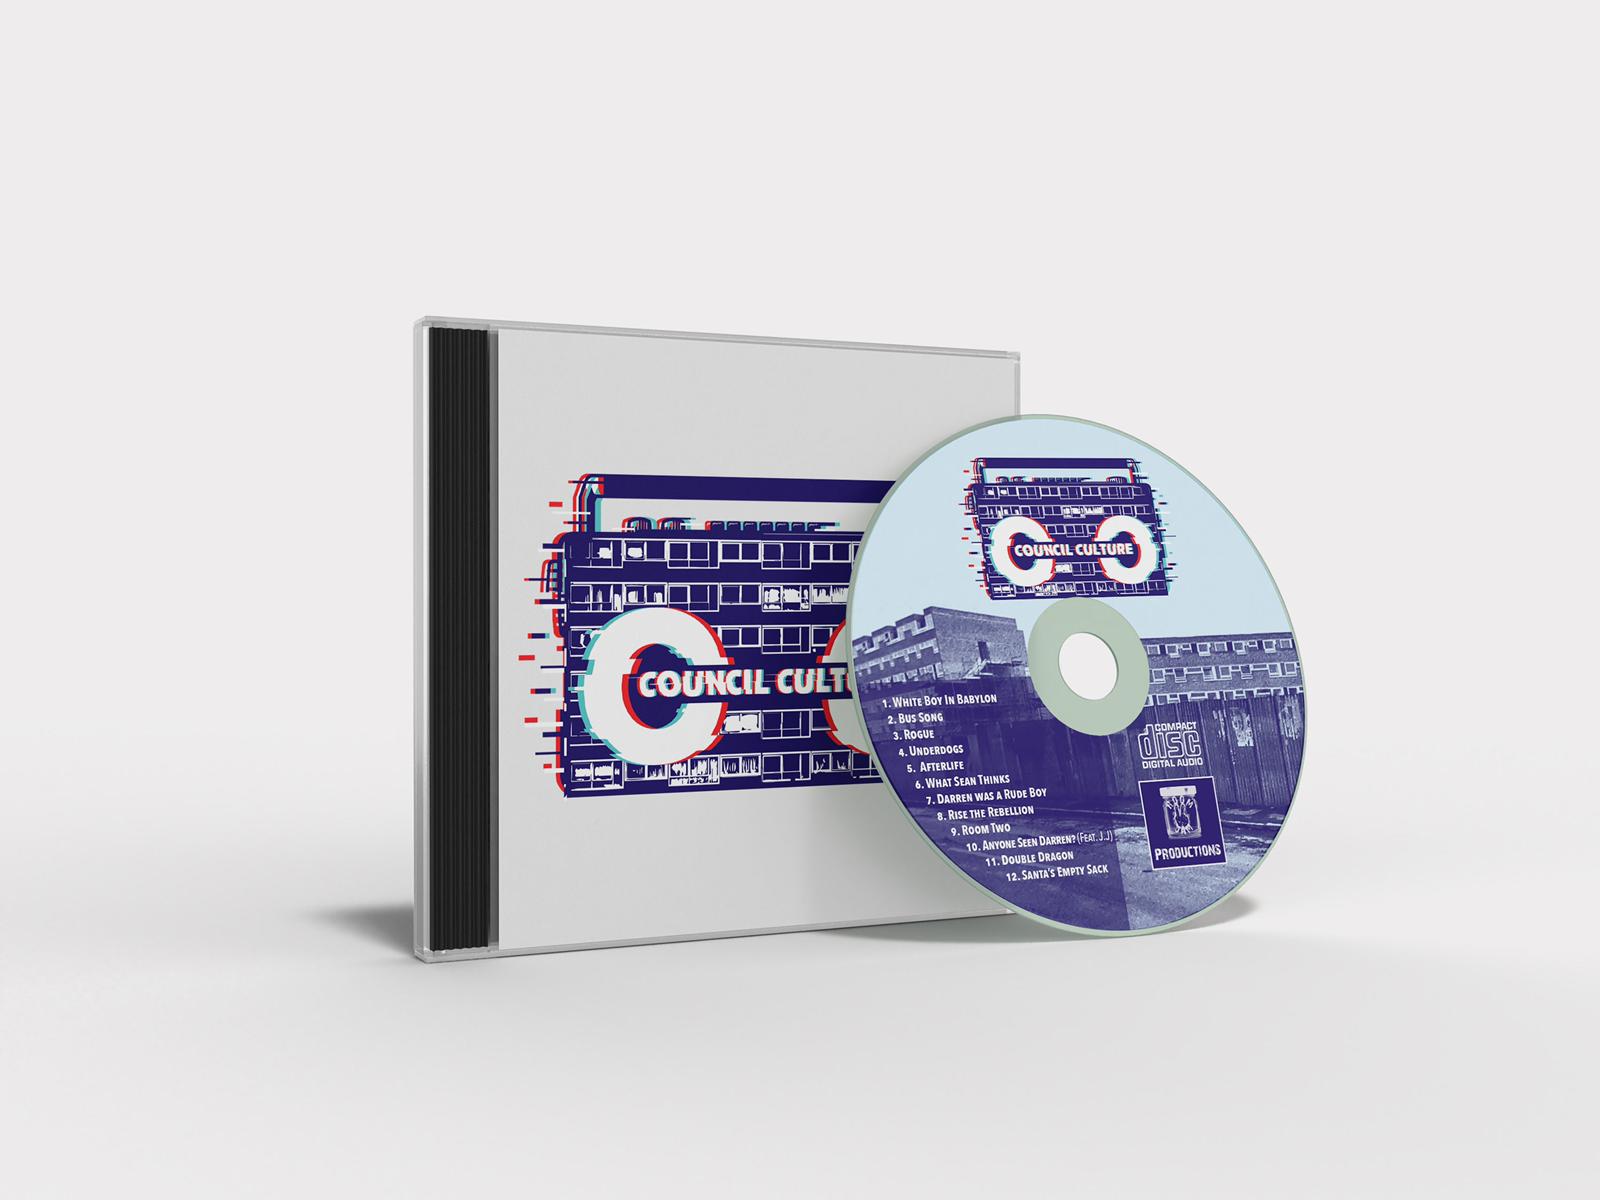 COUNCIL CULTU
COUNCIL CULTURE
1. White Boy In Babylon
2. Bus Song
3. Rogue
4. Underdogs
5. Afterlife
6. What Sean Thinks
7. Darren was a Rude Boy
8. Rise the Rebellion
9. Room Two
10. Anyone Seen Darren? (Feat. J.J)
11. Double Dragon
12. Santa's Empty Sack
COMPACT
disc
DIGITAL AUDIO
Productions